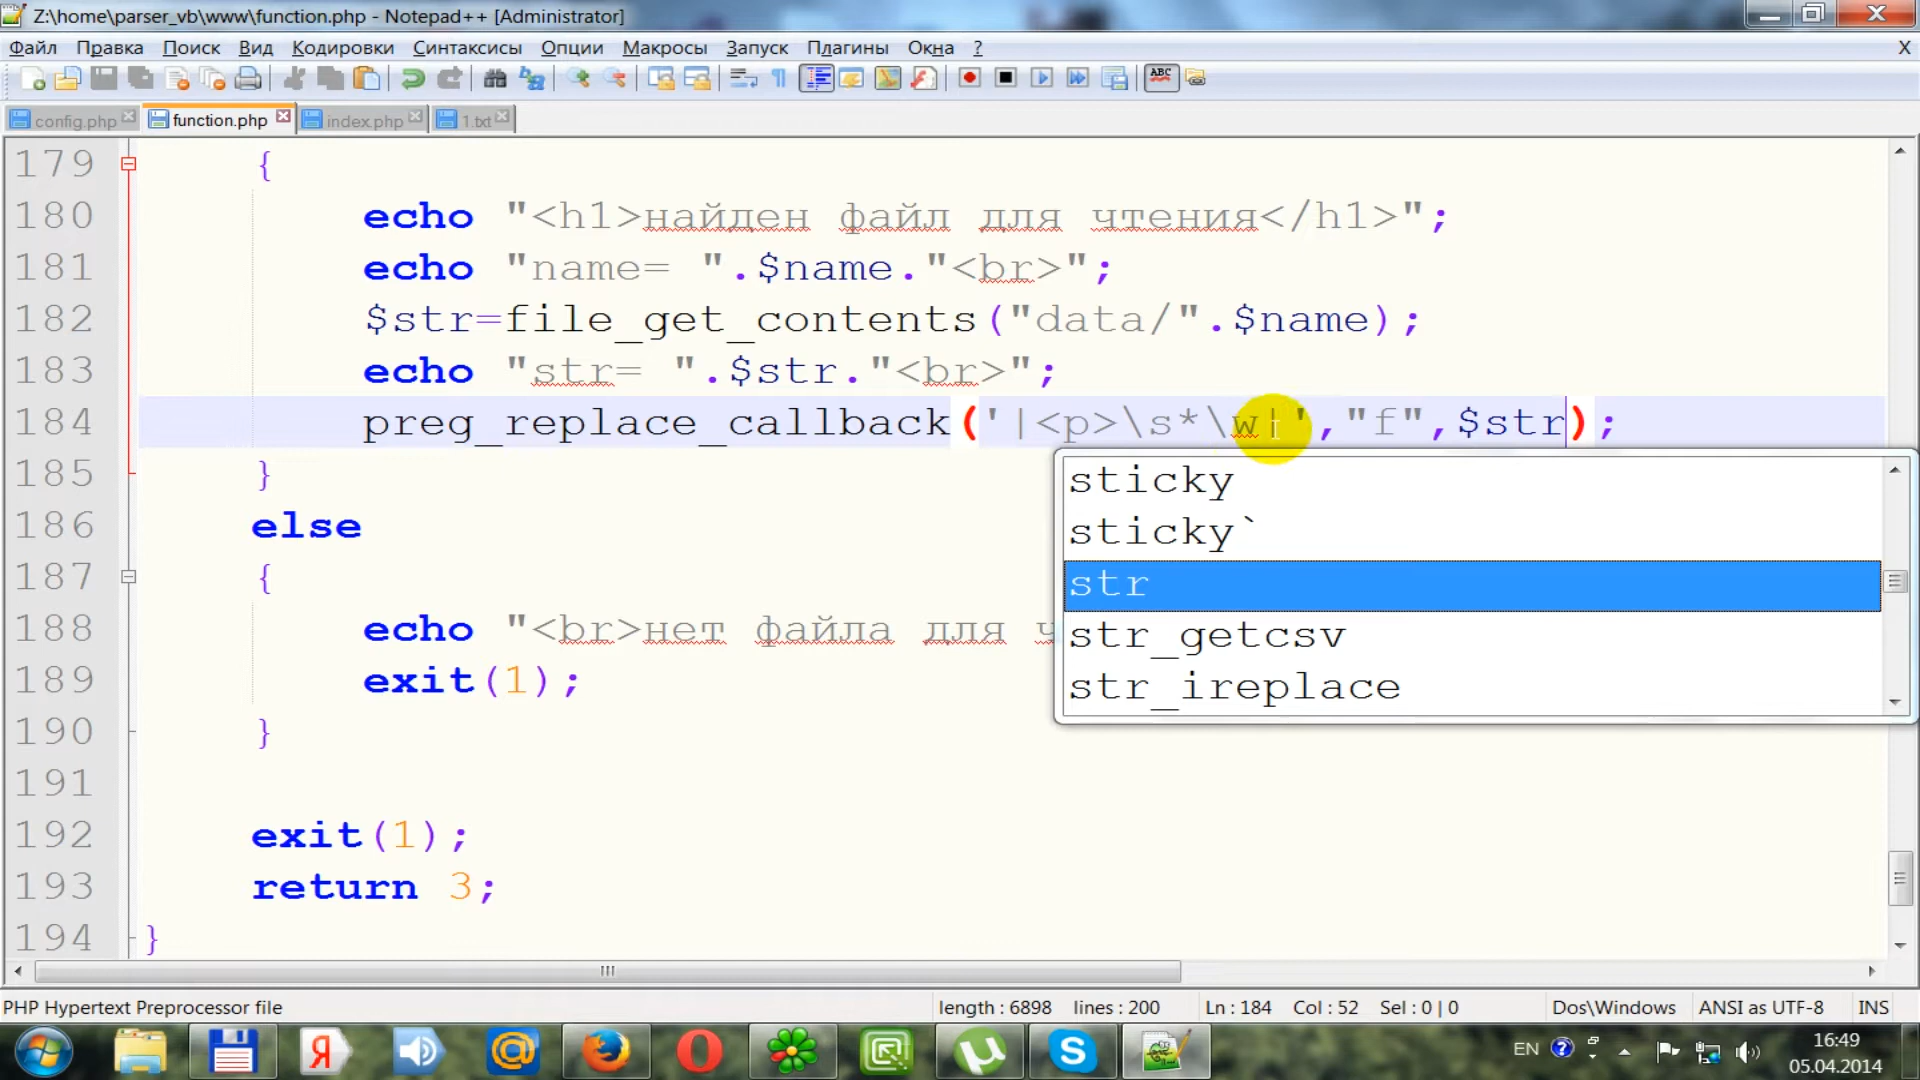 Z:\home\parser_vb\www\function.php - Notepad++ [Administrator]
Файл Правка Поиск Вид Кодировки Синтаксисы Опции Макросы Запуск Плагины Окна ? X
config.php function.php index.php 1.txt
179 {
180 echo "<h1>найден файл для чтения</h1>";
181 echo "name= ".$name."<br>";
182 $str=file_get_contents("data/".$name);
183 echo "str= ".$str."<br>";
184 preg_replace_callback('|<p>\s*\w|',"f",$str);
185 }
186 else
187 {
188 echo "<br>нет файла для ч
189 exit(1);
190 }
191
192 exit(1);
193 return 3;
194 }
sticky
sticky`
str
str_getcsv
str_ireplace
PHP Hypertext Preprocessor file length : 6898 lines : 200 Ln : 184 Col : 52 Sel : 0 | 0 Dos\Windows ANSI as UTF-8 INS
EN 16:49
05.04.2014